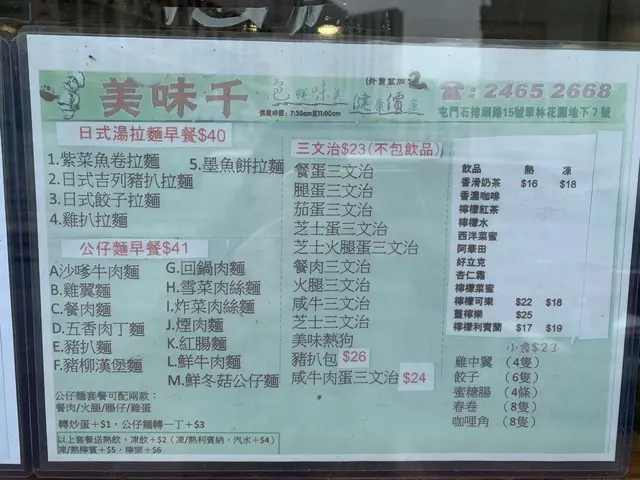 美味千
包點味美
健康價廉
(外賣盒加
☎:2465 2668
供應時間:7:30am至11:00am
屯門石排頭路15號翠林花園地下7號
日式湯拉麵早餐$40
1.紫菜魚卷拉麵
2.日式吉列豬扒拉麵
3.日式餃子拉麵
4.雞扒拉麵
5.墨魚餅拉麵
公仔麵早餐$41
A沙嗲牛肉麵
B.雞翼麵
C.餐肉麵
D.五香肉丁麵
E.豬扒麵
F.豬柳漢堡麵
G.回鍋肉麵
H.雪菜肉絲麵
I.炸菜肉絲麵
J.煙肉麵
K.紅腸麵
L.鮮牛肉麵
M.鮮冬菇公仔麵
公仔麵套餐可配兩款:
餐肉/火腿/腸仔/雞蛋
轉炒蛋+$1,公仔麵轉一丁+$3
以上套餐送熱飲,凍飲+$2(凍/熱利賓納,汽水+$4)
凍/熱檸賓+$5,檸樂+$6
三文治$23(不包飲品)
餐蛋三文治
腿蛋三文治
茄蛋三文治
芝士蛋三文治
芝士火腿蛋三文治
餐肉三文治
火腿三文治
咸牛三文治
芝士三文治
美味熱狗
豬扒包$26
咸牛肉蛋三文治$24
飲品 熱 凍
香滑奶茶 $16 $18
香濃咖啡
檸檬紅茶
檸檬水
西洋菜蜜
阿華田
好立克
杏仁霜
檸檬菜蜜
檸檬可樂 $22 $18
薑檸樂 $25
檸檬利賓蘭 $17 $19
小食$23
雞中翼(4隻)
餃子(6隻)
蜜糖腸(4條)
春卷(8隻)
咖哩角(8隻)